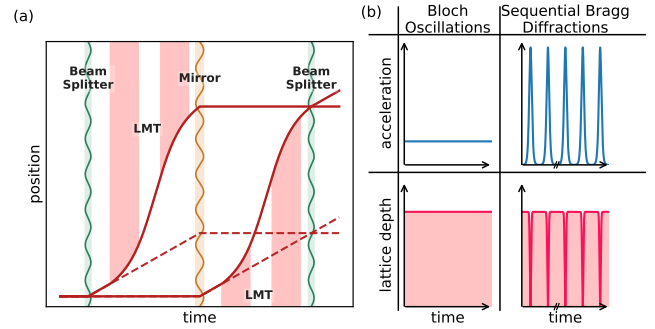 (a)
Beam
Splitter
Mirror
Beam
Splitter
LMT
LMT
position
time
(b)
Bloch
Oscillations
Sequential Bragg
Diffractions
acceleration
lattice depth
time
time